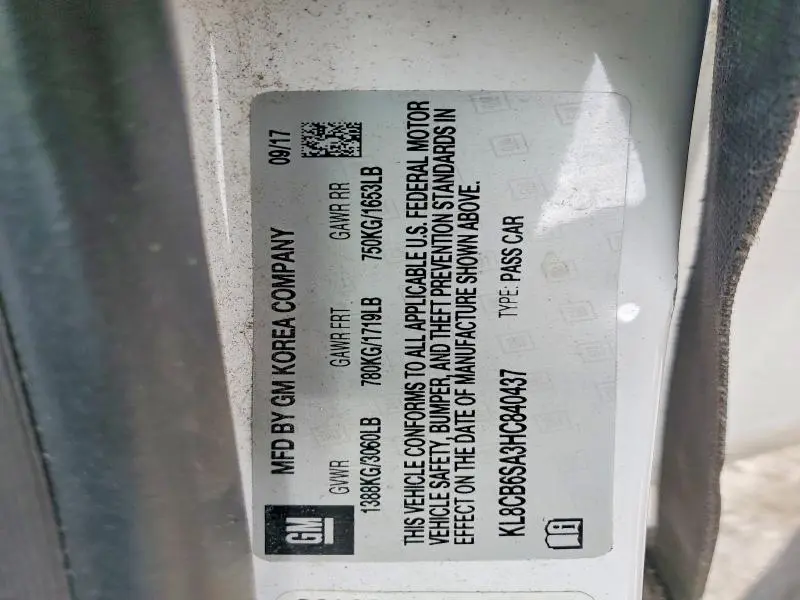 GM
MFD BY GM KOREA COMPANY 09/17
GVWR GAWR FRT GAWR RR
1388KG/3060LB 780KG/1719LB 750KG/1653LB
THIS VEHICLE CONFORMS TO ALL APPLICABLE U.S. FEDERAL MOTOR
VEHICLE SAFETY, BUMPER, AND THEFT PREVENTION STANDARDS IN
EFFECT ON THE DATE OF MANUFACTURE SHOWN ABOVE.
KL8CB6SA3HC840437 TYPE: PASS CAR